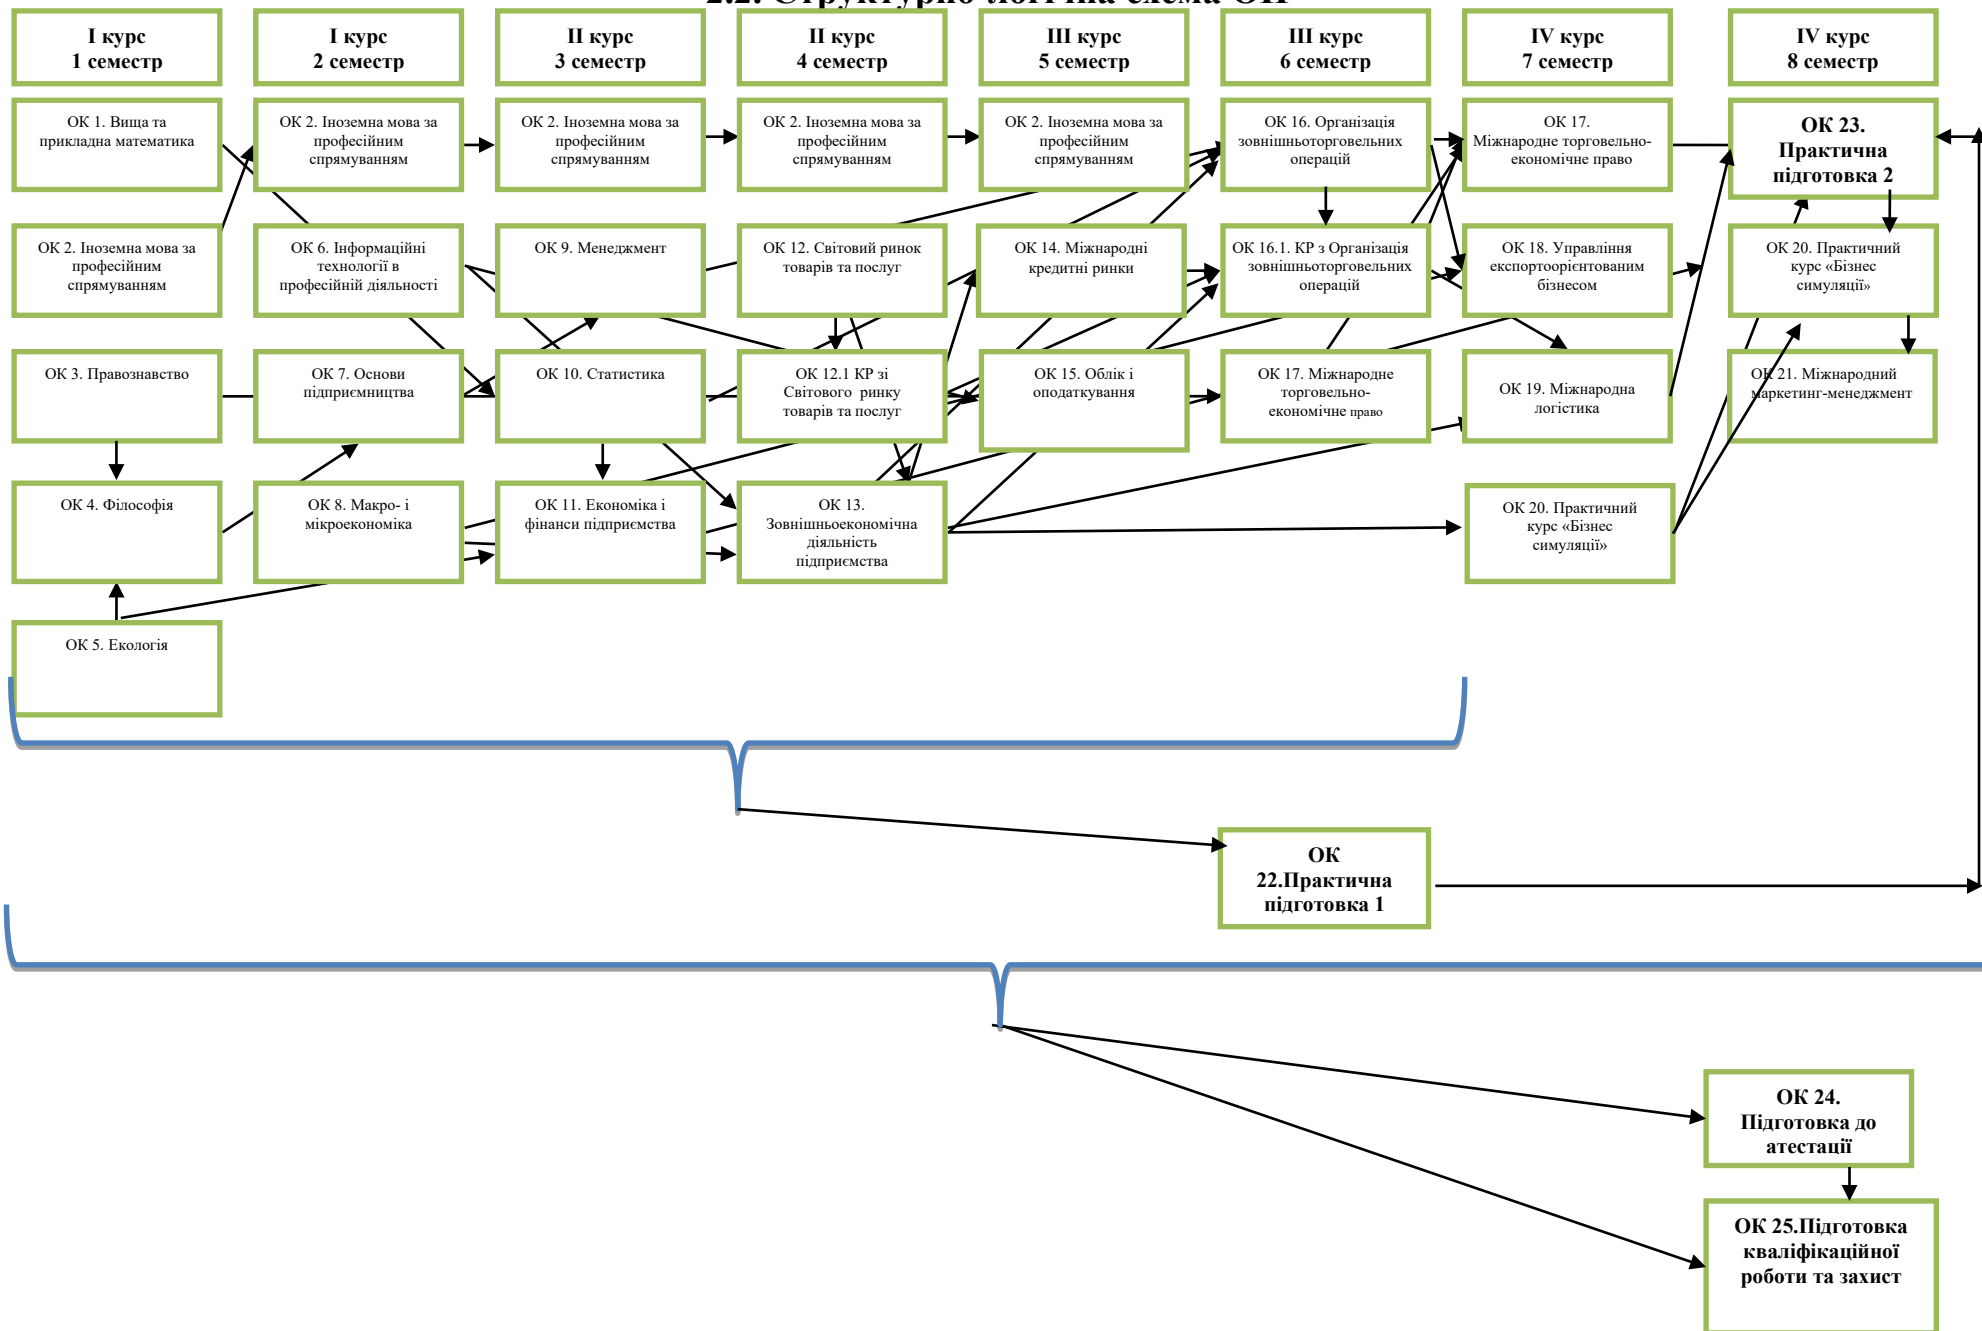 2.2. Структурно-логічна схема ОП
І курс
1 семестр
І курс
2 семестр
ІІ курс
3 семестр
ІІ курс
4 семестр
ІІІ курс
5 семестр
ІІІ курс
6 семестр
IV курс
7 семестр
IV курс
8 семестр
ОК 1. Вища та
прикладна математика
ОК 2. Іноземна мова за
професійним
спрямуванням
ОК 2. Іноземна мова за
професійним
спрямуванням
ОК 2. Іноземна мова за
професійним
спрямуванням
ОК 2. Іноземна мова за
професійним
спрямуванням
ОК 16. Організація
зовнішньоторговельних
операцій
ОК 17.
Міжнародне торговельно-
економічне право
ОК 23.
Практична
підготовка 2
ОК 2. Іноземна мова за
професійним
спрямуванням
ОК 6. Інформаційні
технології в
професійній діяльності
ОК 9. Менеджмент
ОК 12. Світовий ринок
товарів та послуг
ОК 14. Міжнародні
кредитні ринки
ОК 16.1. КР з Організація
зовнішньоторговельних
операцій
ОК 18. Управління
експортоорієнтованим
бізнесом
ОК 20. Практичний
курс «Бізнес
симуляції»
ОК 3. Правознавство
ОК 7. Основи
підприємництва
ОК 10. Статистика
ОК 12.1 КР зі
Світового ринку
товарів та послуг
ОК 15. Облік і
оподаткування
ОК 17. Міжнародне
торговельно-
економічне право
ОК 19. Міжнародна
логістика
ОК 21. Міжнародний
маркетинг-менеджмент
ОК 4. Філософія
ОК 8. Макро- і
мікроекономіка
ОК 11. Економіка і
фінанси підприємства
ОК 13.
Зовнішньоекономічна
діяльність
підприємства
ОК 20. Практичний
курс «Бізнес
симуляції»
ОК 5. Екологія
ОК
22.Практична
підготовка 1
ОК 24.
Підготовка до
атестації
ОК 25.Підготовка
кваліфікаційної
роботи та захист